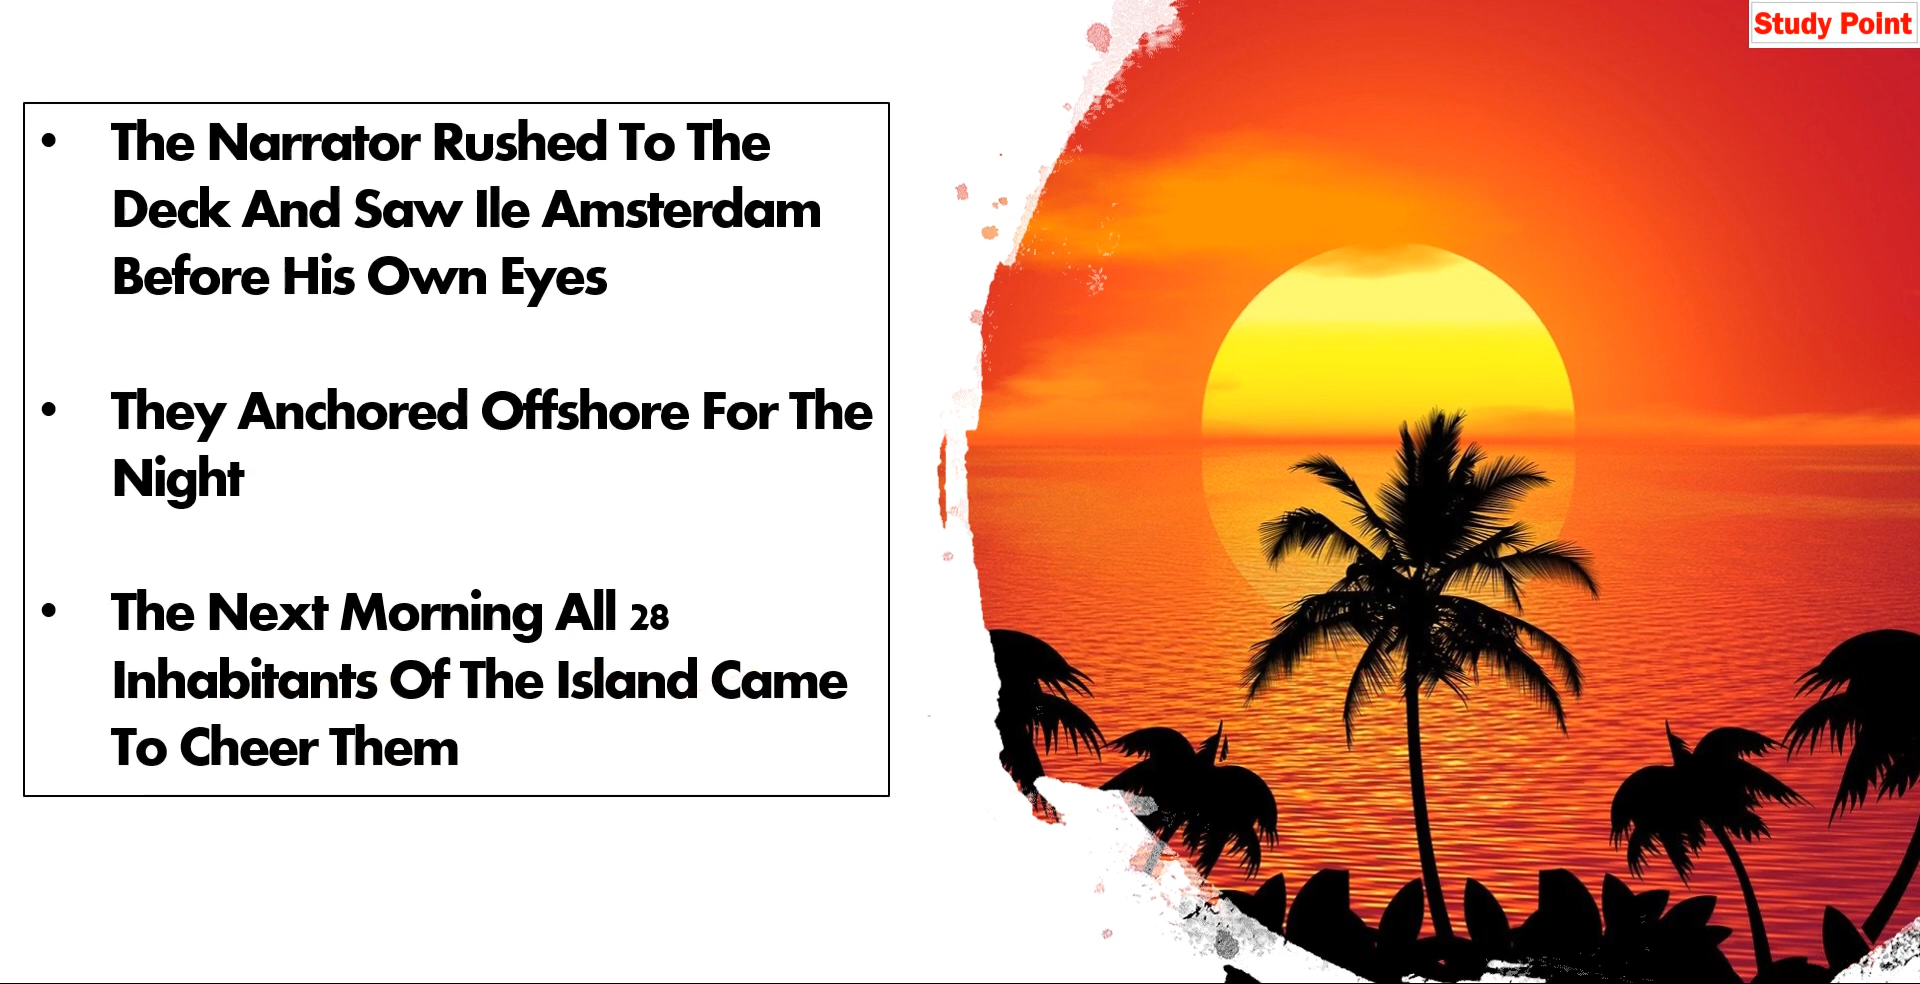 Study Point
• The Narrator Rushed To The
Deck And Saw Ile Amsterdam
Before His Own Eyes
• They Anchored Offshore For The
Night
• The Next Morning All 28
Inhabitants Of The Island Came
To Cheer Them